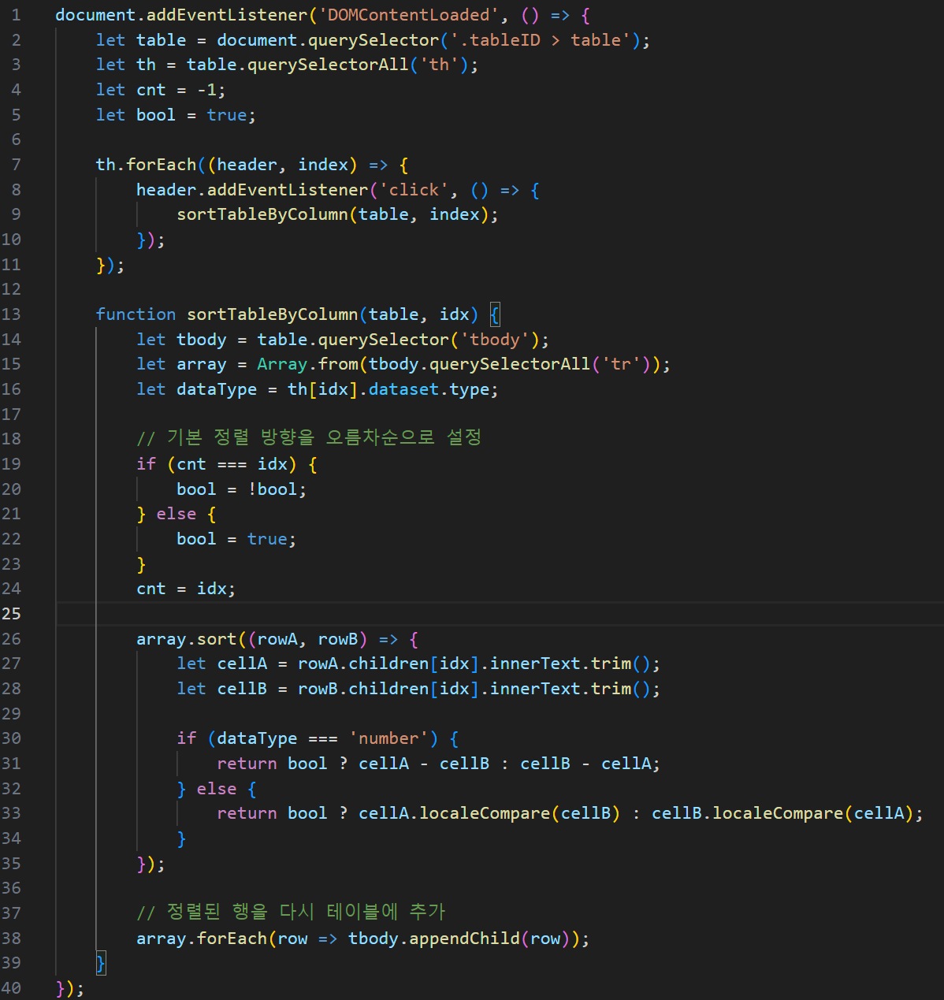 1 document.addEventListener('DOMContentLoaded', () => {
2     let table = document.querySelector('.tableID > table');
3     let th = table.querySelectorAll('th');
4     let cnt = -1;
5     let bool = true;
6
7     th.forEach((header, index) => {
8         header.addEventListener('click', () => {
9             sortTableByColumn(table, index);
10         });
11     });
12
13     function sortTableByColumn(table, idx) {
14         let tbody = table.querySelector('tbody');
15         let array = Array.from(tbody.querySelectorAll('tr'));
16         let dataType = th[idx].dataset.type;
17
18         // 기본 정렬 방향을 오름차순으로 설정
19         if (cnt === idx) {
20             bool = !bool;
21         } else {
22             bool = true;
23         }
24         cnt = idx;
25
26         array.sort((rowA, rowB) => {
27             let cellA = rowA.children[idx].innerText.trim();
28             let cellB = rowB.children[idx].innerText.trim();
29
30             if (dataType === 'number') {
31                 return bool ? cellA - cellB : cellB - cellA;
32             } else {
33                 return bool ? cellA.localeCompare(cellB) : cellB.localeCompare(cellA);
34             }
35         });
36
37         // 정렬된 행을 다시 테이블에 추가
38         array.forEach(row => tbody.appendChild(row));
39     }
40 });